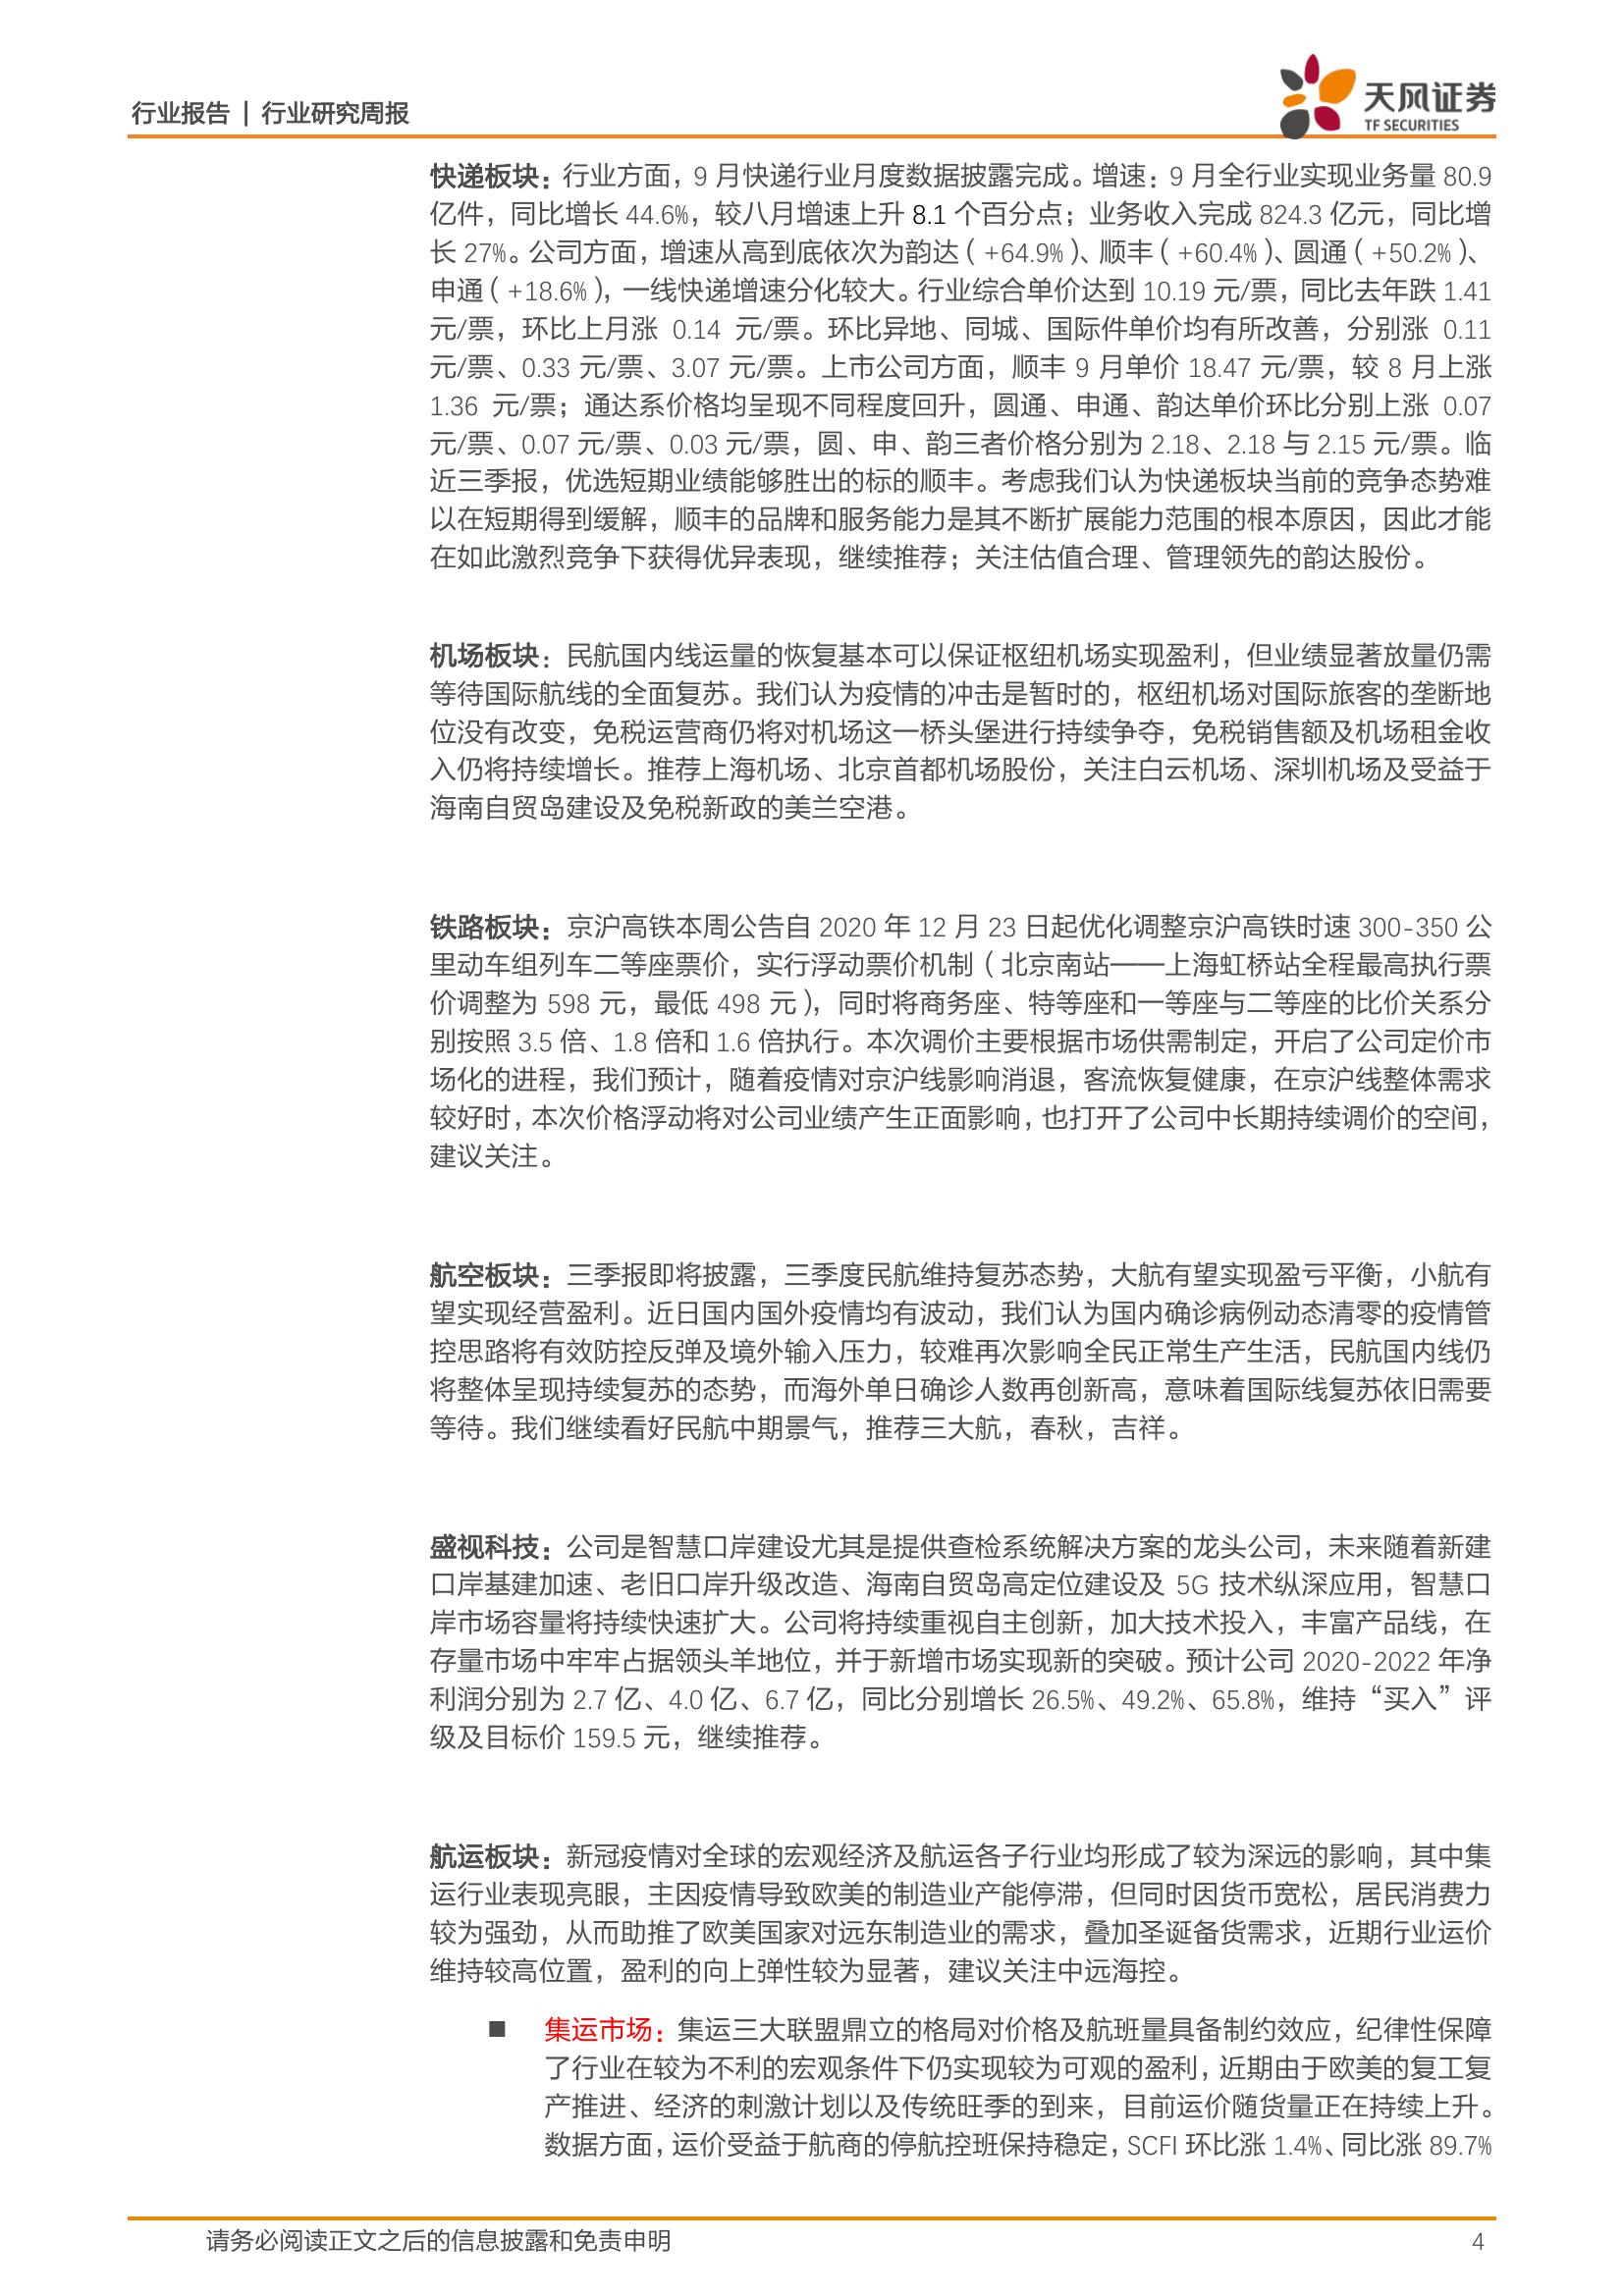 行业报告 | 行业研究周报
天风证券
TF SECURITIES
快递板块：行业方面，9 月快递行业月度数据披露完成。增速：9 月全行业实现业务量 80.9
亿件，同比增长 44.6%，较八月增速上升 8.1 个百分点；业务收入完成 824.3 亿元，同比增
长 27%。公司方面，增速从高到底依次为韵达（+64.9%）、顺丰（+60.4%）、圆通（+50.2%）、
申通（+18.6%），一线快递增速分化较大。行业综合单价达到 10.19 元/票，同比去年跌 1.41
元/票，环比上月涨 0.14 元/票。环比异地、同城、国际件单价均有所改善，分别涨 0.11
元/票、0.33 元/票、3.07 元/票。上市公司方面，顺丰 9 月单价 18.47 元/票，较 8 月上涨
1.36 元/票；通达系价格均呈现不同程度回升，圆通、申通、韵达单价环比分别上涨 0.07
元/票、0.07 元/票、0.03 元/票，圆、申、韵三者价格分别为 2.18、2.18 与 2.15 元/票。临
近三季报，优选短期业绩能够胜出的标的顺丰。考虑我们认为快递板块当前的竞争态势难
以在短期得到缓解，顺丰的品牌和服务能力是其不断扩展能力范围的根本原因，因此才能
在如此激烈竞争下获得优异表现，继续推荐；关注估值合理、管理领先的韵达股份。
机场板块：民航国内线运量的恢复基本可以保证枢纽机场实现盈利，但业绩显著放量仍需
等待国际航线的全面复苏。我们认为疫情的冲击是暂时的，枢纽机场对国际旅客的垄断地
位没有改变，免税运营商仍将对机场这一桥头堡进行持续争夺，免税销售额及机场租金收
入仍将持续增长。推荐上海机场、北京首都机场股份，关注白云机场、深圳机场及受益于
海南自贸岛建设及免税新政的美兰空港。
铁路板块：京沪高铁本周公告自 2020 年 12 月 23 日起优化调整京沪高铁时速 300-350 公
里动车组列车二等座票价，实行浮动票价机制（北京南站——上海虹桥站全程最高执行票
价调整为 598 元，最低 498 元），同时将商务座、特等座和一等座与二等座的比价关系分
别按照 3.5 倍、1.8 倍和 1.6 倍执行。本次调价主要根据市场供需制定，开启了公司定价市
场化的进程，我们预计，随着疫情对京沪线影响消退，客流恢复健康，在京沪线整体需求
较好时，本次价格浮动将对公司业绩产生正面影响，也打开了公司中长期持续调价的空间，
建议关注。
航空板块：三季报即将披露，三季度民航维持复苏态势，大航有望实现盈亏平衡，小航有
望实现经营盈利。近日国内国外疫情均有波动，我们认为国内确诊病例动态清零的疫情管
控思路将有效防控反弹及境外输入压力，较难再次影响全民正常生产生活，民航国内线仍
将整体呈现持续复苏的态势，而海外单日确诊人数再创新高，意味着国际线复苏依旧需要
等待。我们继续看好民航中期景气，推荐三大航，春秋，吉祥。
盛视科技：公司是智慧口岸建设尤其是提供查检系统解决方案的龙头公司，未来随着新建
口岸基建加速、老旧口岸升级改造、海南自贸岛高定位建设及 5G 技术纵深应用，智慧口
岸市场容量将持续快速扩大。公司将持续重视自主创新，加大技术投入，丰富产品线，在
存量市场中牢牢占据领头羊地位，并于新增市场实现新的突破。预计公司 2020-2022 年净
利润分别为 2.7 亿、4.0 亿、6.7 亿，同比分别增长 26.5%、49.2%、65.8%，维持“买入”评
级及目标价 159.5 元，继续推荐。
航运板块：新冠疫情对全球的宏观经济及航运各子行业均形成了较为深远的影响，其中集
运行业表现亮眼，主因疫情导致欧美的制造业产能停滞，但同时因货币宽松，居民消费力
较为强劲，从而助推了欧美国家对远东制造业的需求，叠加圣诞备货需求，近期行业运价
维持较高位置，盈利的向上弹性较为显著，建议关注中远海控。
■ 集运市场：集运三大联盟鼎立的格局对价格及航班量具备制约效应，纪律性保障
了行业在较为不利的宏观条件下仍实现较为可观的盈利，近期由于欧美的复工复
产推进、经济的刺激计划以及传统旺季的到来，目前运价随货量正在持续上升。
数据方面，运价受益于航商的停航控班保持稳定，SCFI 环比涨 1.4%、同比涨 89.7%
请务必阅读正文之后的信息披露和免责申明
4